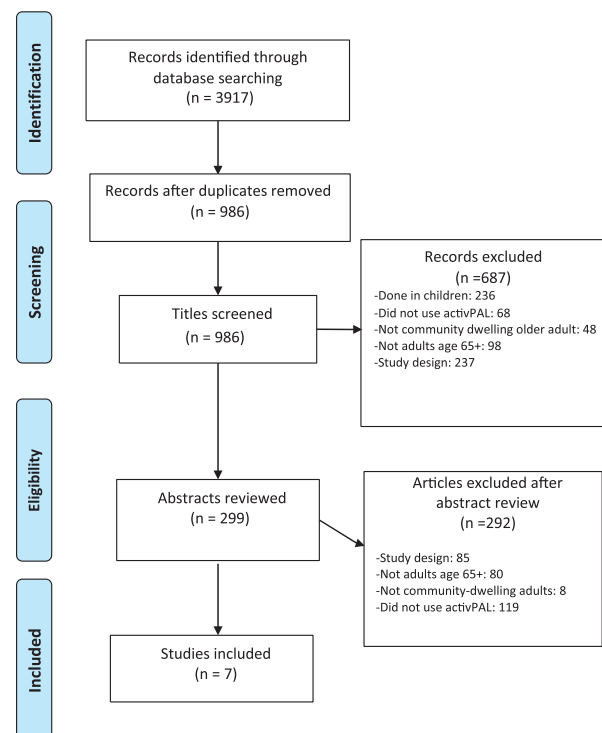 Identification
Records identified through
database searching
(n = 3917)
Records after duplicates removed
(n = 986)
Screening
Titles screened
(n = 986)
Records excluded
(n =687)
-Done in children: 236
-Did not use activPAL: 68
-Not community dwelling older adult: 48
-Not adults age 65+: 98
-Study design: 237
Eligibility
Abstracts reviewed
(n = 299)
Articles excluded after
abstract review
(n =292)
-Study design: 85
-Not adults age 65+: 80
-Not community-dwelling adults: 8
-Did not use activPAL: 119
Included
Studies included
(n = 7)